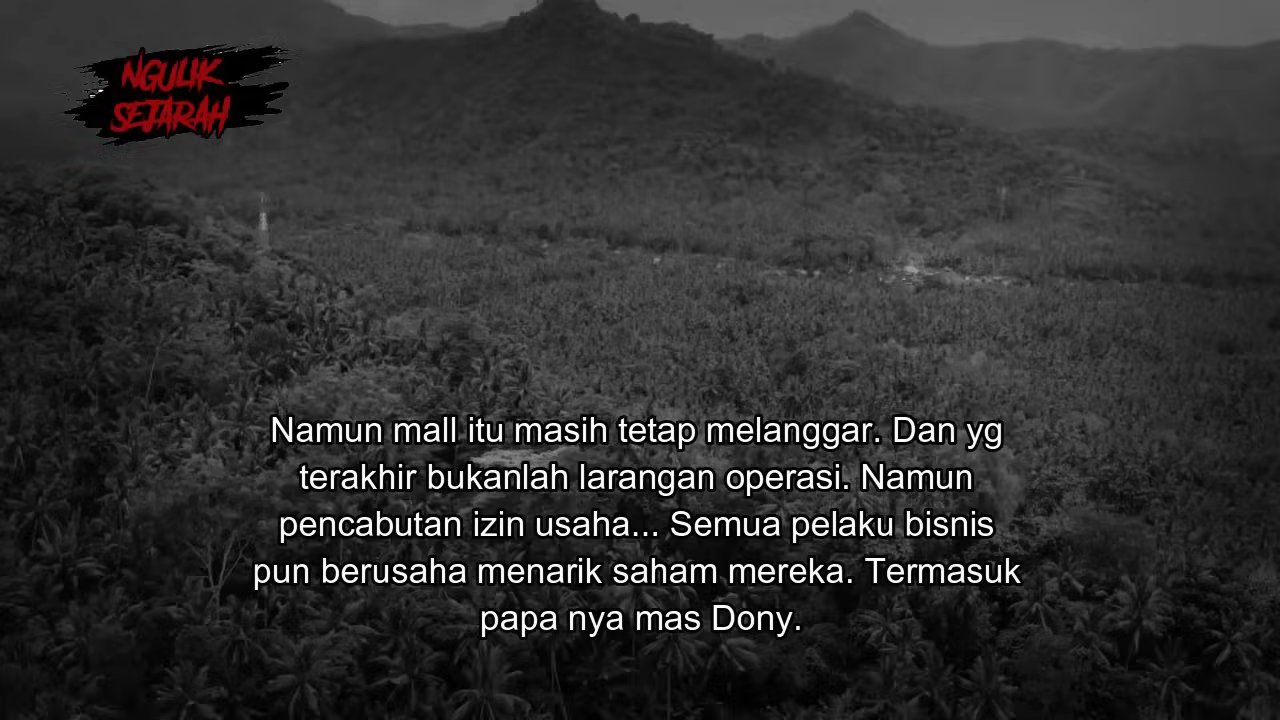 NGULIK
SEJARAH
Namun mall itu masih tetap melanggar. Dan yg
terakhir bukanlah larangan operasi. Namun
pencabutan izin usaha... Semua pelaku bisnis
pun berusaha menarik saham mereka. Termasuk
papa nya mas Dony.